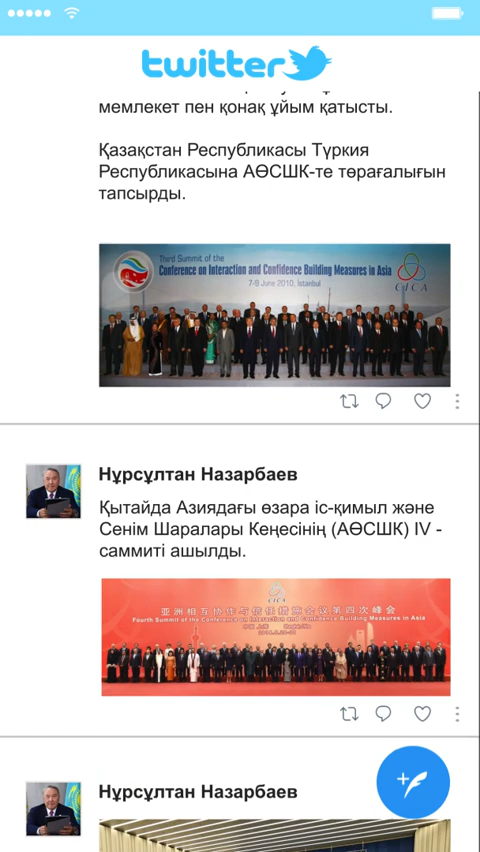 twitter
мемлекет пен қонақ ұйым қатысты.
Қазақстан Республикасы Түркия
Республикасына АӨСШК-те төрағалығын
тапсырды.
Third Summit of the
Conference on Interaction and Confidence Building Measures in Asia
7-9 June 2010, Istanbul
CICA
Нұрсұлтан Назарбаев
Қытайда Азиядағы өзара іс-қимыл және
Сенім Шаралары Кеңесінің (АӨСШК) IV -
саммиті ашылды.
CICA
亚洲相互协作与信任措施会议第四次峰会
Fourth Summit of the Conference on Interaction and Confidence Building Measures in Asia
Нұрсұлтан Назарбаев